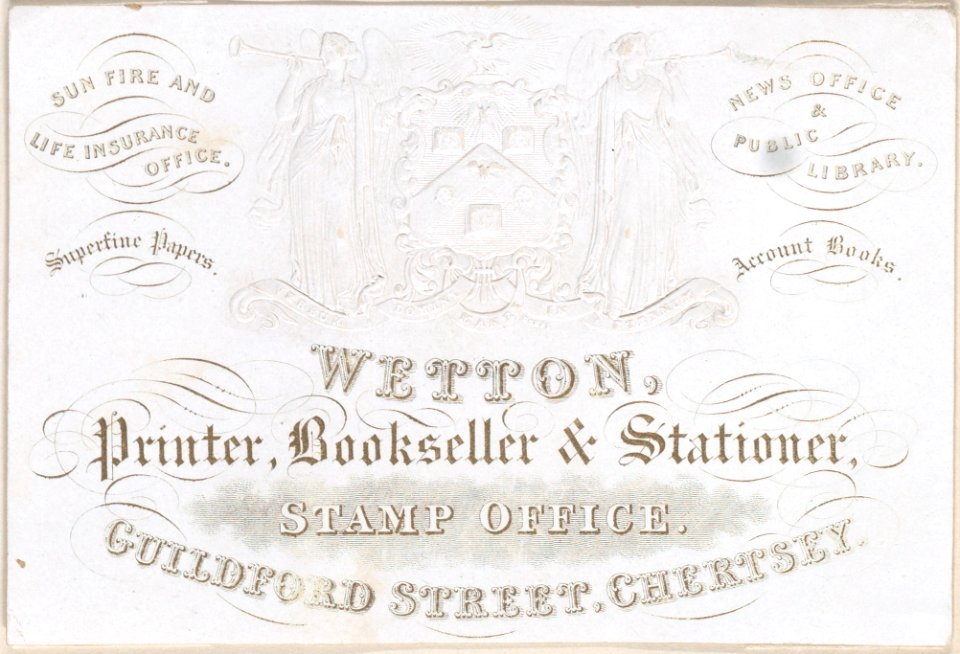 SUN FIRE AND
LIFE INSURANCE
OFFICE.
Superfine Papers.
NEWS OFFICE
&
PUBLIC
LIBRARY.
Account Books.
WETTON,
Printer, Bookseller & Stationer,
STAMP OFFICE.
GUILDFORD STREET, CHERTSEY.